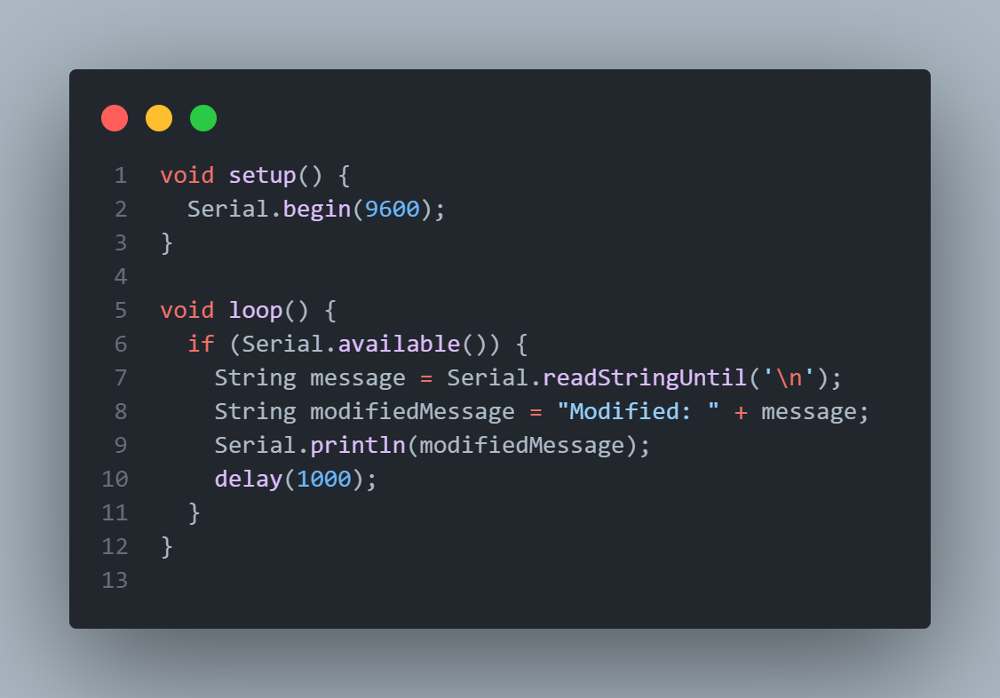 1 void setup() {
2   Serial.begin(9600);
3 }
4
5 void loop() {
6   if (Serial.available()) {
7     String message = Serial.readStringUntil('\n');
8     String modifiedMessage = "Modified: " + message;
9     Serial.println(modifiedMessage);
10     delay(1000);
11   }
12 }
13